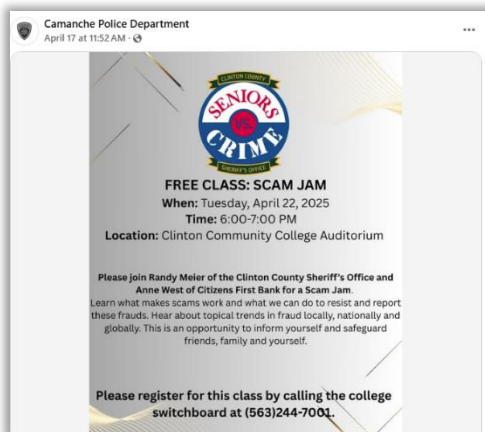 Camanche Police Department
April 17 at 11:52 AM ·
CLINTON COUNTY
SENIORS
VS.
CRIME
SHERIFF'S OFFICE
FREE CLASS: SCAM JAM
When: Tuesday, April 22, 2025
Time: 6:00-7:00 PM
Location: Clinton Community College Auditorium
Please join Randy Meier of the Clinton County Sheriff's Office and
Anne West of Citizens First Bank for a Scam Jam.
Learn what makes scams work and what we can do to resist and report
these frauds. Hear about topical trends in fraud locally, nationally and
globally. This is an opportunity to inform yourself and safeguard
friends, family and yourself.
Please register for this class by calling the college
switchboard at (563)244-7001.